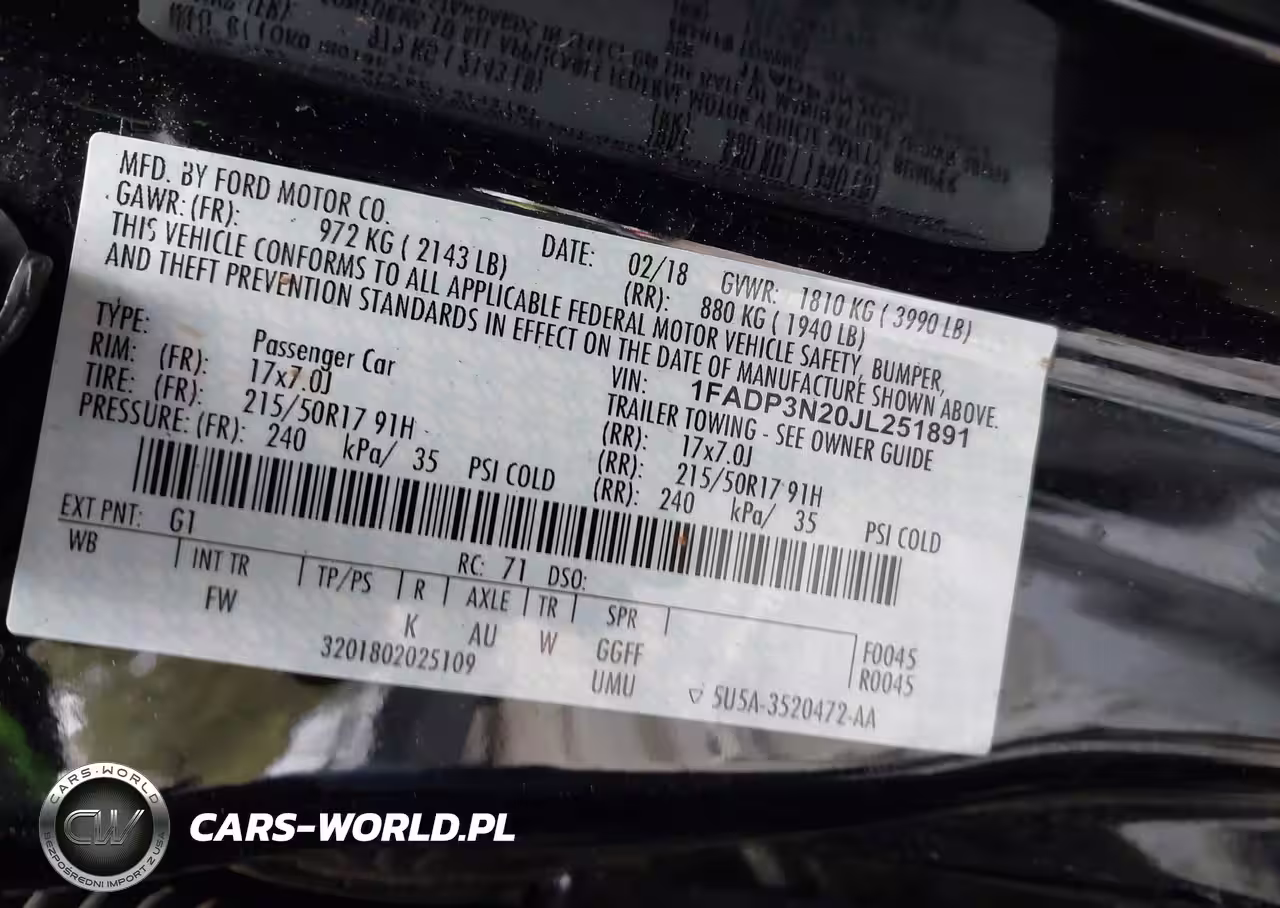 MFD. BY FORD MOTOR CO. DATE: 02/18 GVWR: 1810 KG ( 3990 LB)
GAWR: (FR): 972 KG ( 2143 LB) (RR): 880 KG ( 1940 LB)
THIS VEHICLE CONFORMS TO ALL APPLICABLE FEDERAL MOTOR VEHICLE SAFETY, BUMPER,
AND THEFT PREVENTION STANDARDS IN EFFECT ON THE DATE OF MANUFACTURE SHOWN ABOVE.
VIN: 1FADP3N20JL251891
TYPE: Passenger Car TRAILER TOWING - SEE OWNER GUIDE
RIM: (FR): 17x7.0J (RR): 17x7.0J
TIRE: (FR): 215/50R17 91H (RR): 215/50R17 91H
PRESSURE: (FR): 240 kPa/ 35 PSI COLD (RR): 240 kPa/ 35 PSI COLD
EXT PNT: G1 RC: 71 DSO:
WB INT TR TP/PS R AXLE TR SPR
FW K AU W GGFF F0045
UMU R0045
3201802025109
▽ 5U5A-3520472-AA
CARS-WORLD
CW
BEZPOŚREDNI IMPORT Z USA
CARS-WORLD.PL